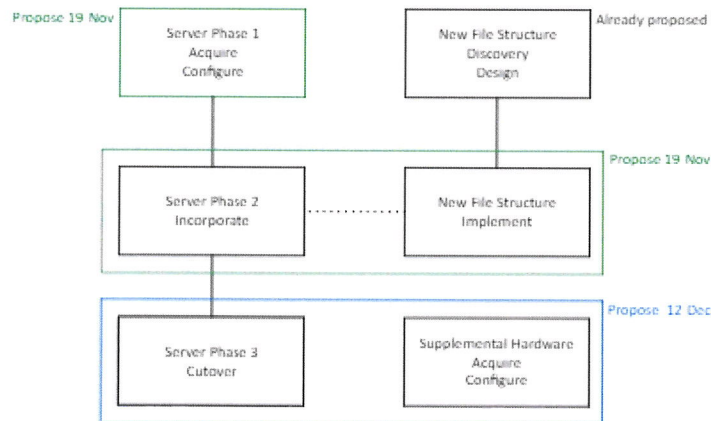 Propose 19 Nov
Server Phase 1
Acquire
Configure
New File Structure
Discovery
Design
Already proposed
Propose 19 Nov
Server Phase 2
Incorporate
New File Structure
Implement
Propose 12 Dec
Server Phase 3
Cutover
Supplemental Hardware
Acquire
Configure